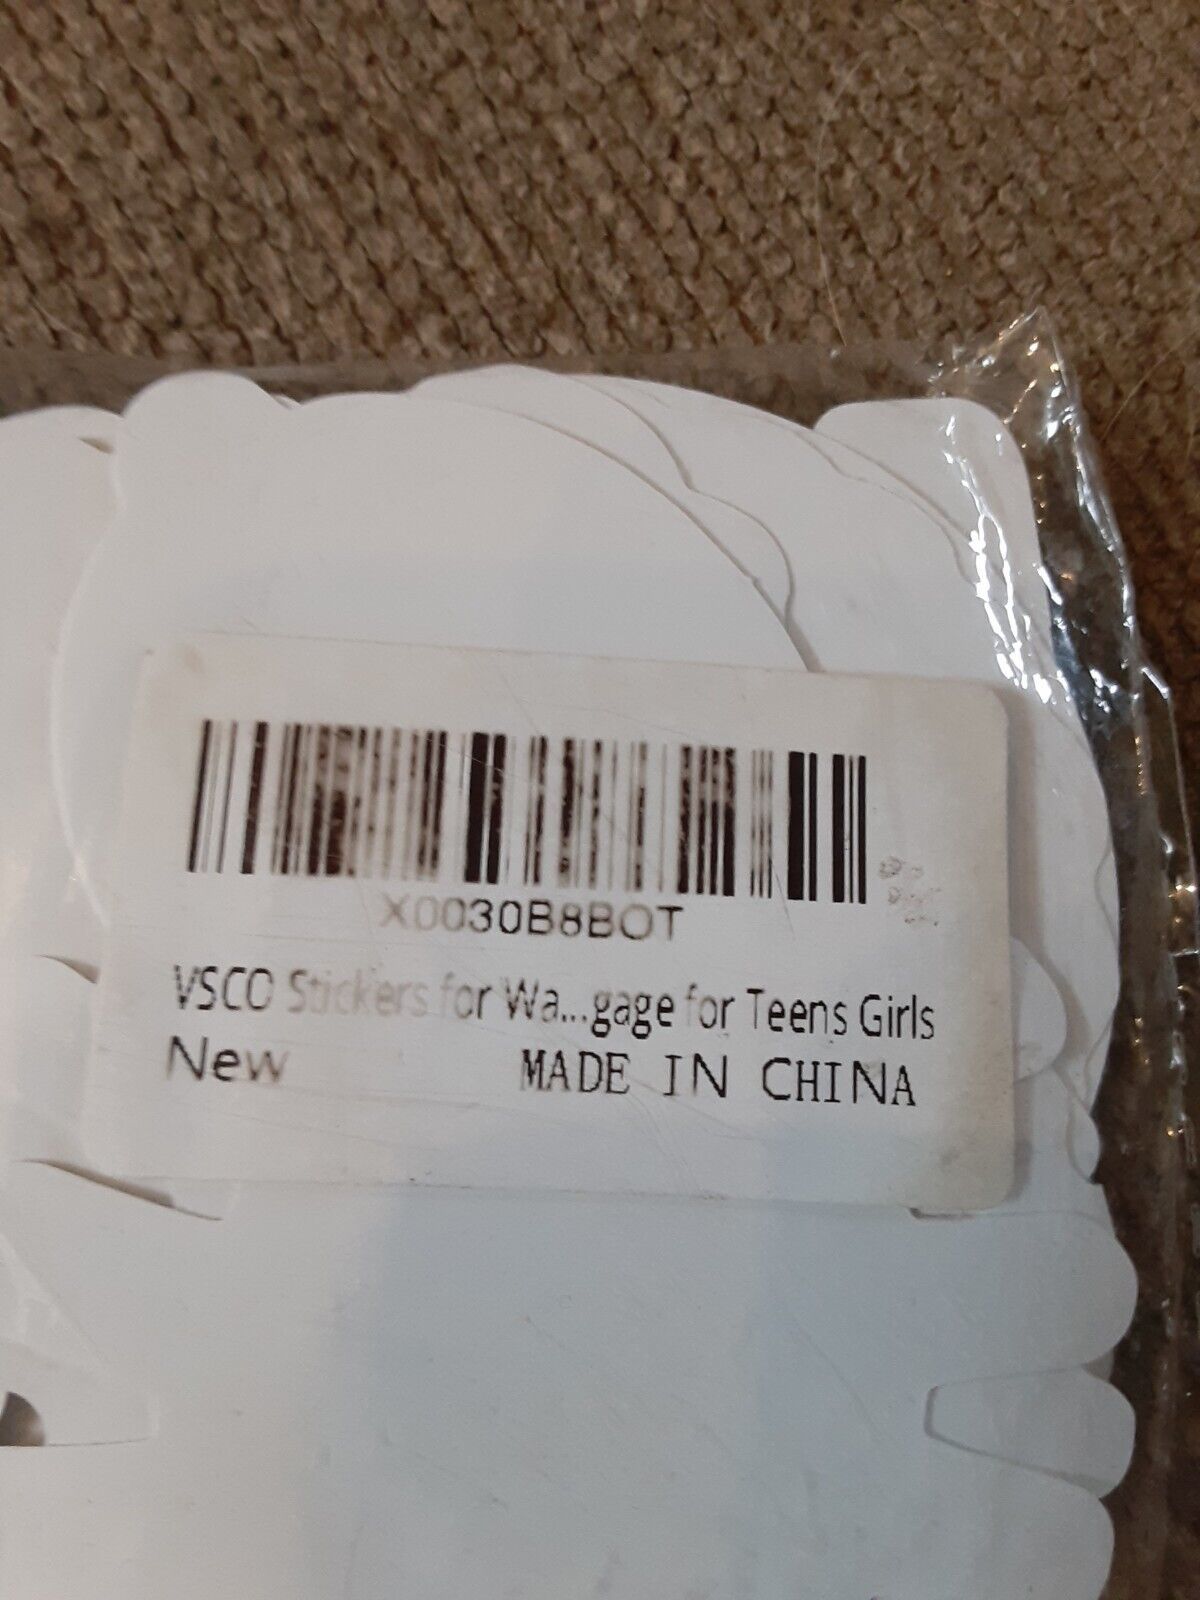 X0030B8BOT
VSCO Stickers for Wa...gage for Teens Girls
New MADE IN CHINA